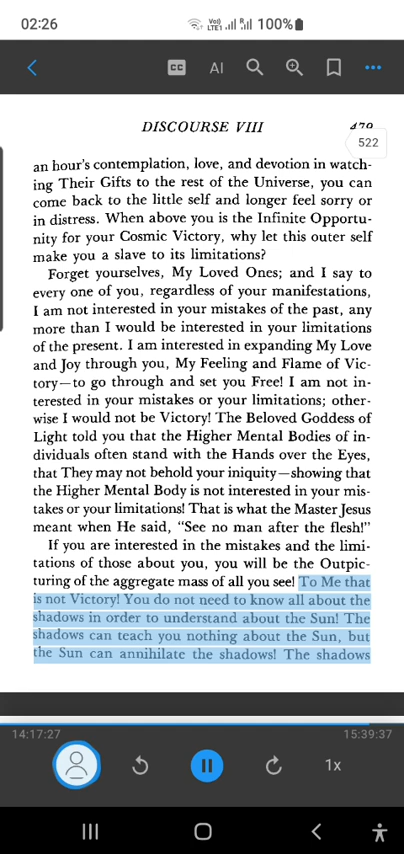 02:26
Vo)) LTE1 R 100%
CC AI
DISCOURSE VIII 479
522
an hour's contemplation, love, and devotion in watch-
ing Their Gifts to the rest of the Universe, you can
come back to the little self and longer feel sorry or
in distress. When above you is the Infinite Opportu-
nity for your Cosmic Victory, why let this outer self
make you a slave to its limitations?
Forget yourselves, My Loved Ones; and I say to
every one of you, regardless of your manifestations,
I am not interested in your mistakes of the past, any
more than I would be interested in your limitations
of the present. I am interested in expanding My Love
and Joy through you, My Feeling and Flame of Vic-
tory—to go through and set you Free! I am not in-
terested in your mistakes or your limitations; other-
wise I would not be Victory! The Beloved Goddess of
Light told you that the Higher Mental Bodies of in-
dividuals often stand with the Hands over the Eyes,
that They may not behold your iniquity—showing that
the Higher Mental Body is not interested in your mis-
takes or your limitations! That is what the Master Jesus
meant when He said, "See no man after the flesh!"
If you are interested in the mistakes and the limi-
tations of those about you, you will be the Outpic-
turing of the aggregate mass of all you see! To Me that
is not Victory! You do not need to know all about the
shadows in order to understand about the Sun! The
shadows can teach you nothing about the Sun, but
the Sun can annihilate the shadows! The shadows
14:17:27 15:39:37
1x